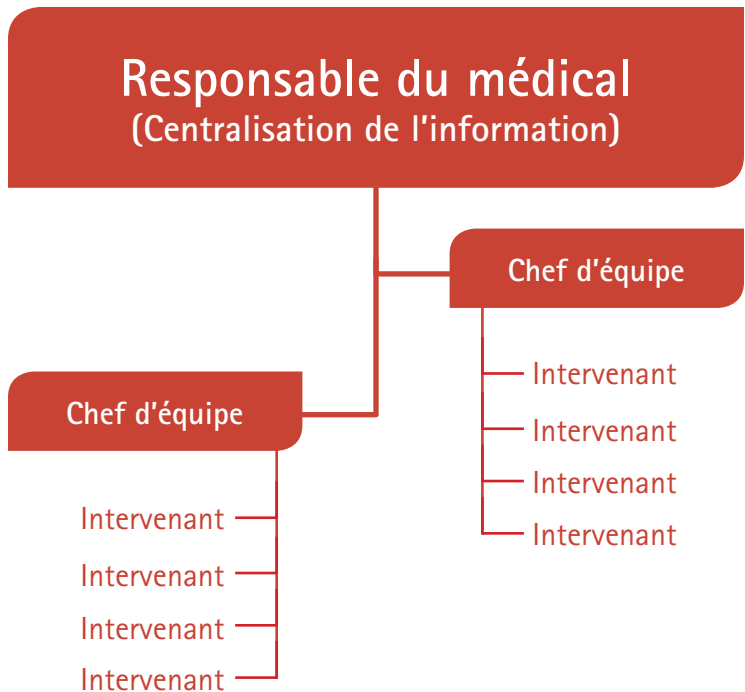 Responsable du médical
(Centralisation de l'information)
Chef d'équipe
Intervenant
Intervenant
Intervenant
Intervenant
Chef d'équipe
Intervenant
Intervenant
Intervenant
Intervenant